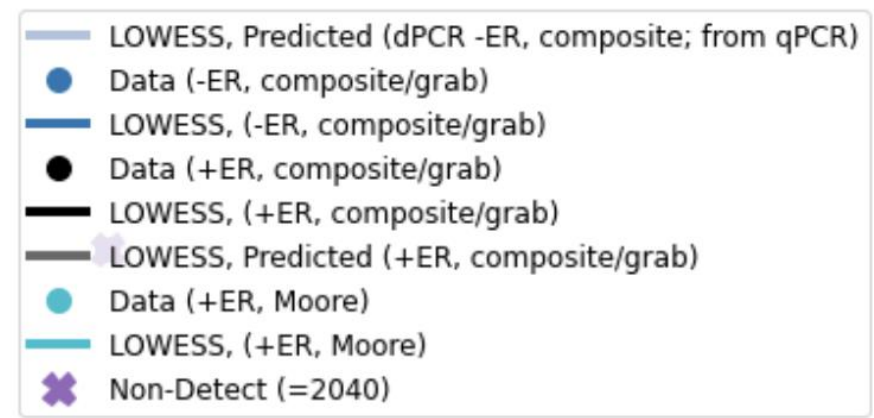 LOWESS, Predicted (dPCR -ER, composite; from qPCR)
Data (-ER, composite/grab)
LOWESS, (-ER, composite/grab)
Data (+ER, composite/grab)
LOWESS, (+ER, composite/grab)
LOWESS, Predicted (+ER, composite/grab)
Data (+ER, Moore)
LOWESS, (+ER, Moore)
Non-Detect (=2040)